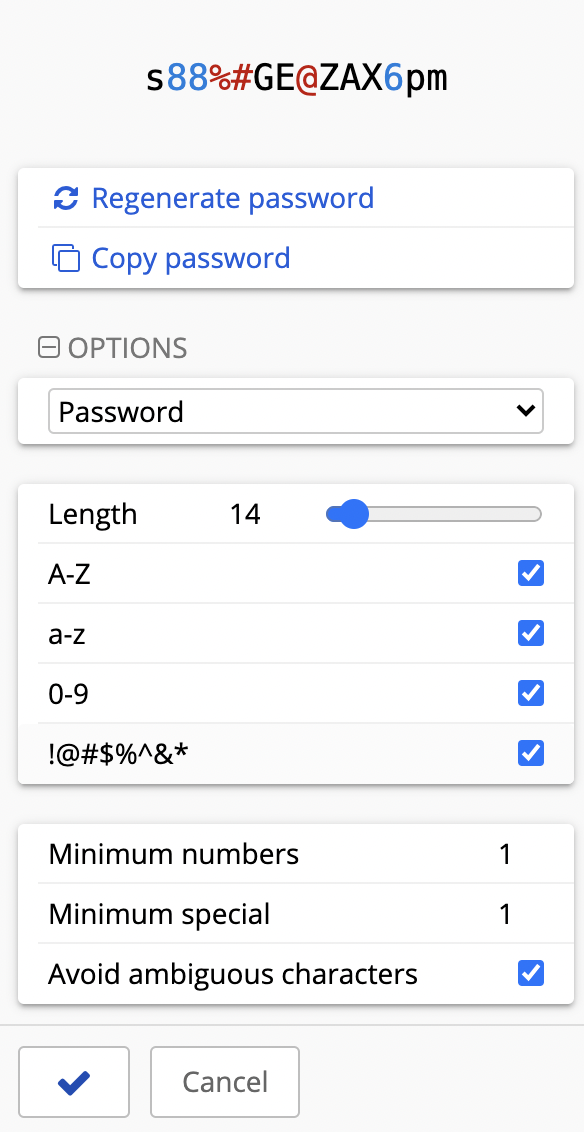 s88%#GE@ZAX6pm
Regenerate password
Copy password
OPTIONS
Password
Length 14
A-Z
a-z
0-9
!@#$%^&*
Minimum numbers 1
Minimum special 1
Avoid ambiguous characters
Cancel